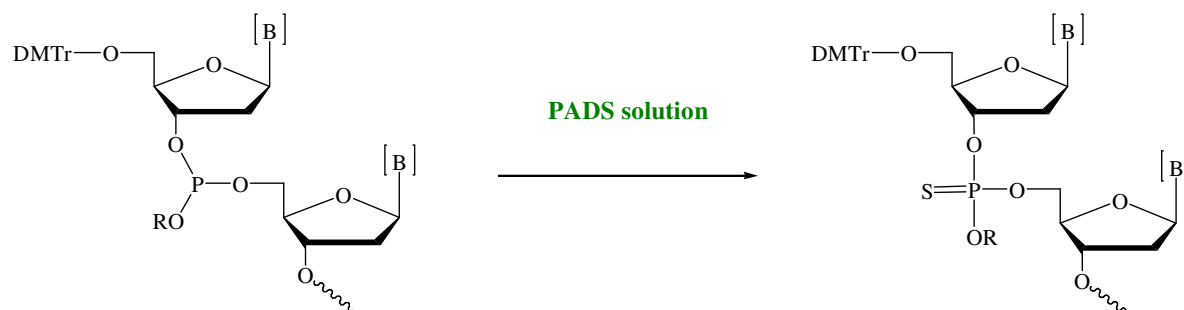 [B]
DMTr—O
O
O
P—O
RO
[B]
O
O
PADS solution
[B]
DMTr—O
O
O
S=P—O
OR
[B
O
O